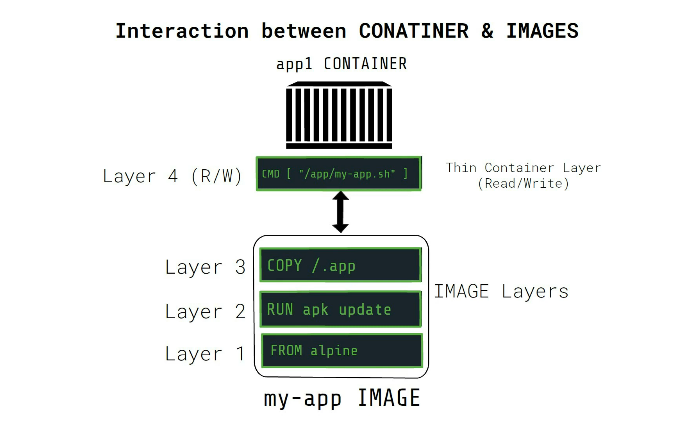 Interaction between CONATINER & IMAGES
app1 CONTAINER
Layer 4 (R/W)
CMD [ "/app/my-app.sh" ]
Thin Container Layer
(Read/Write)
Layer 3
COPY /.app
Layer 2
RUN apk update
IMAGE Layers
Layer 1
FROM alpine
my-app IMAGE